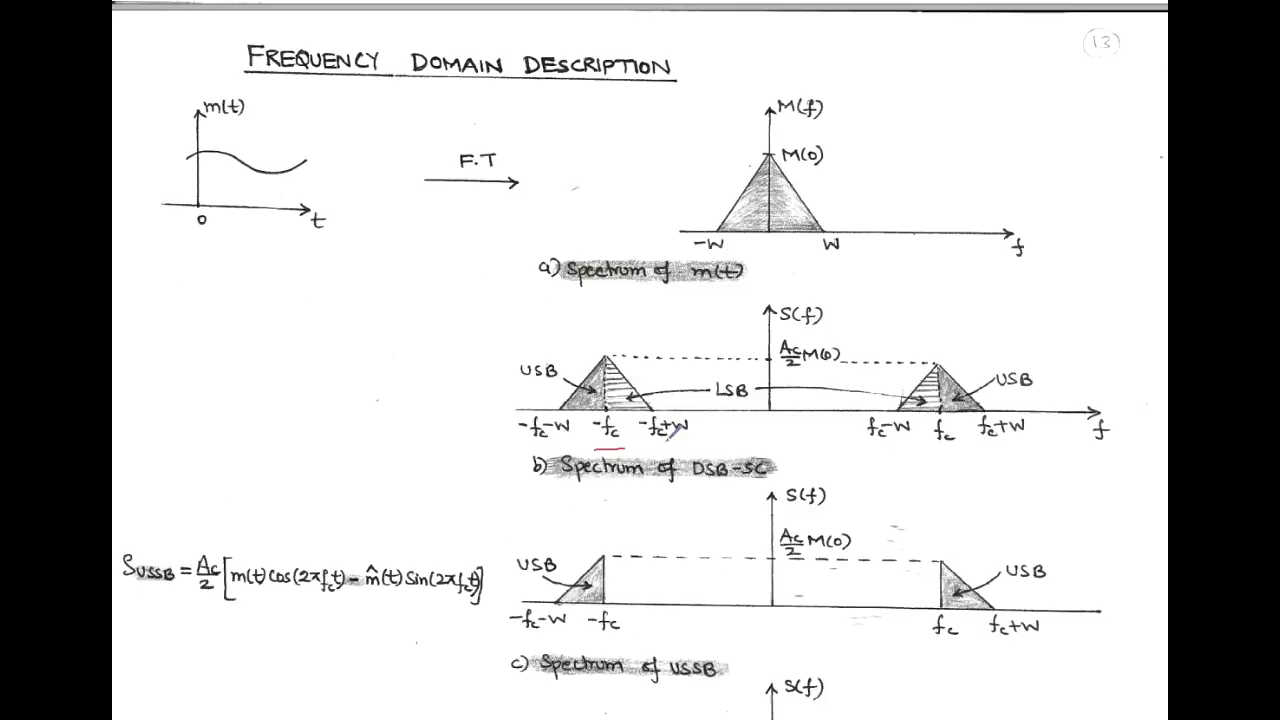 13
FREQUENCY DOMAIN DESCRIPTION
m(t)
0
t
F.T
M(f)
M(0)
-W
W
f
a) Spectrum of m(t)
S(f)
Ac/2 M(0)
USB
LSB
USB
-fc-W
-fc
-fc+W
fc-W
fc
fc+W
f
b) Spectrum of DSB-SC
S(f)
Ac/2 M(0)
USB
USB
SUSSB = Ac/2 [m(t) Cos(2πfct) - m̂(t) Sin(2πfct)]
-fc-W
-fc
fc
fc+W
c) Spectrum of USSB
S(f)